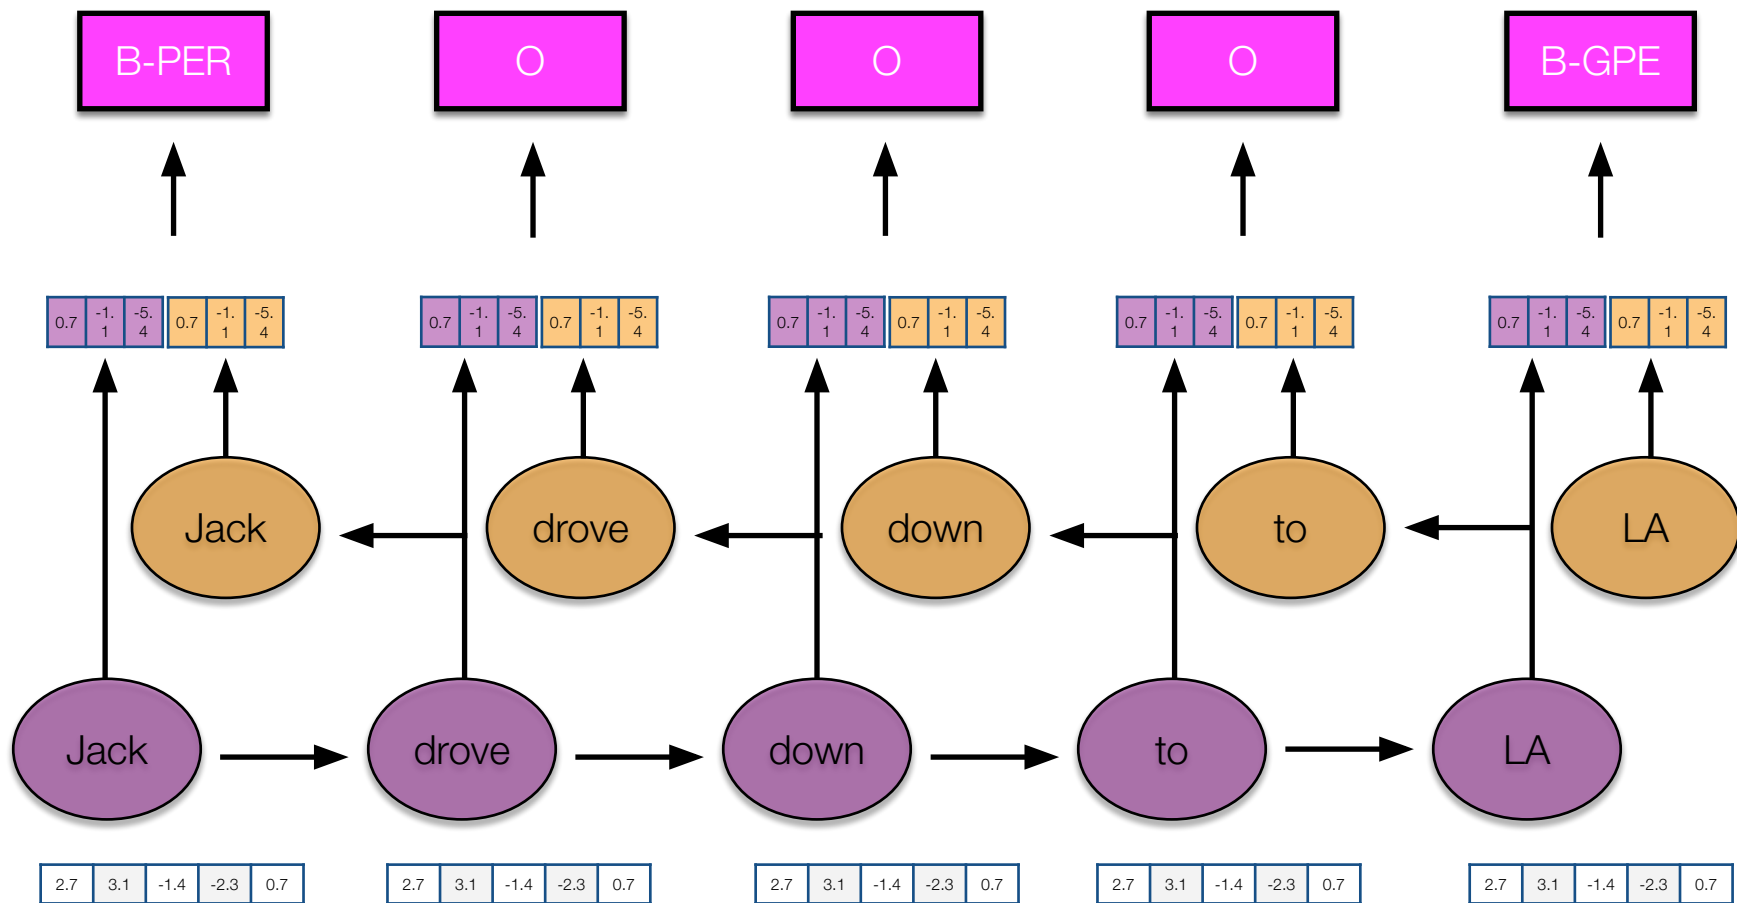 B-PER O O O B-GPE
0.7 -1.1 -5.4 0.7 -1.1 -5.4 0.7 -1.1 -5.4 0.7 -1.1 -5.4 0.7 -1.1 -5.4 0.7 -1.1 -5.4 0.7 -1.1 -5.4 0.7 -1.1 -5.4 0.7 -1.1 -5.4 0.7 -1.1 -5.4
Jack drove down to LA
Jack drove down to LA
2.7 3.1 -1.4 -2.3 0.7 2.7 3.1 -1.4 -2.3 0.7 2.7 3.1 -1.4 -2.3 0.7 2.7 3.1 -1.4 -2.3 0.7 2.7 3.1 -1.4 -2.3 0.7